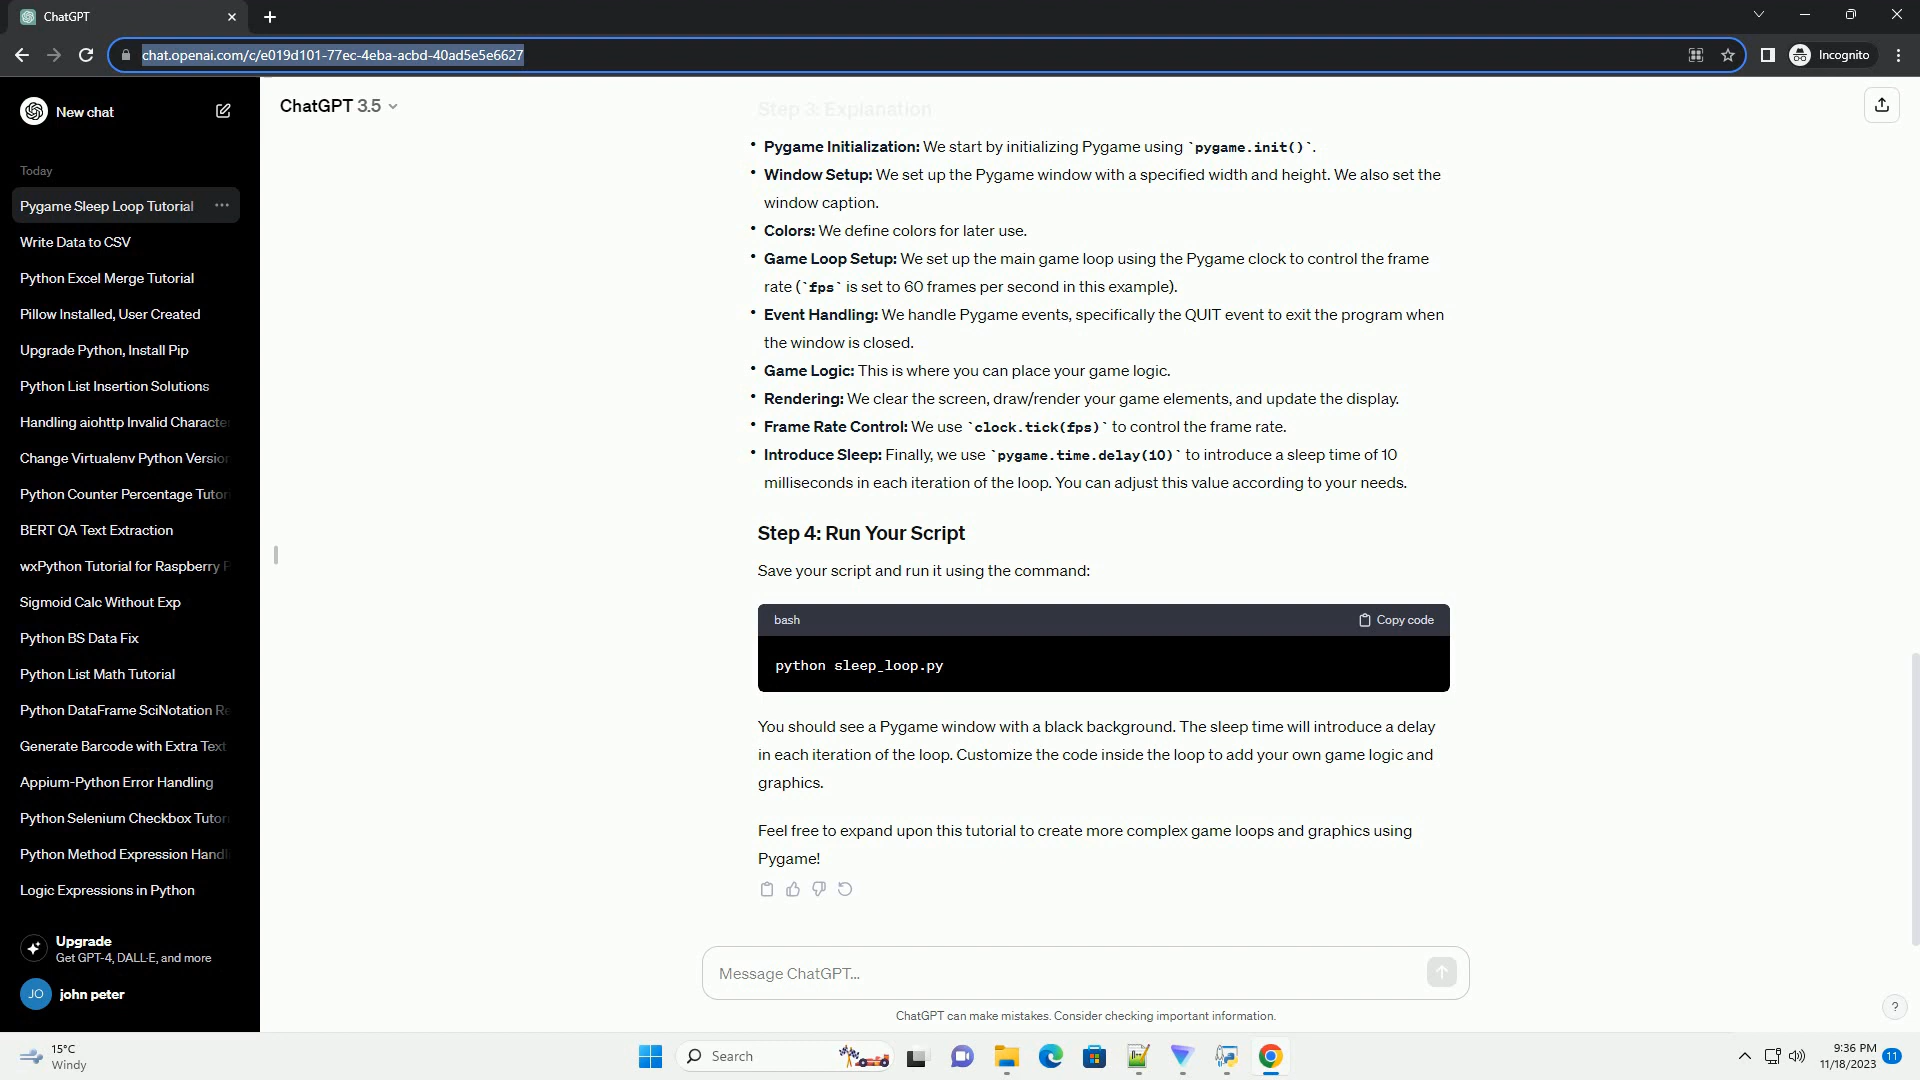 ChatGPT
chat.openai.com/c/e019d101-77ec-4eba-acbd-40ad5e5e6627
Incognito
New chat
Today
Pygame Sleep Loop Tutorial
Write Data to CSV
Python Excel Merge Tutorial
Pillow Installed, User Created
Upgrade Python, Install Pip
Python List Insertion Solutions
Handling aiohttp Invalid Character
Change Virtualenv Python Version
Python Counter Percentage Tutor
BERT QA Text Extraction
wxPython Tutorial for Raspberry P
Sigmoid Calc Without Exp
Python BS Data Fix
Python List Math Tutorial
Python DataFrame SciNotation Re
Generate Barcode with Extra Text
Appium-Python Error Handling
Python Selenium Checkbox Tutor
Python Method Expression Handl
Logic Expressions in Python
Upgrade
Get GPT-4, DALL·E, and more
JO
john peter
ChatGPT 3.5
Step 3: Explanation
• Pygame Initialization: We start by initializing Pygame using `pygame.init()`.
• Window Setup: We set up the Pygame window with a specified width and height. We also set the
window caption.
• Colors: We define colors for later use.
• Game Loop Setup: We set up the main game loop using the Pygame clock to control the frame
rate (`fps` is set to 60 frames per second in this example).
• Event Handling: We handle Pygame events, specifically the QUIT event to exit the program when
the window is closed.
• Game Logic: This is where you can place your game logic.
• Rendering: We clear the screen, draw/render your game elements, and update the display.
• Frame Rate Control: We use `clock.tick(fps)` to control the frame rate.
• Introduce Sleep: Finally, we use `pygame.time.delay(10)` to introduce a sleep time of 10
milliseconds in each iteration of the loop. You can adjust this value according to your needs.
Step 4: Run Your Script
Save your script and run it using the command:
bash
Copy code
python sleep_loop.py
You should see a Pygame window with a black background. The sleep time will introduce a delay
in each iteration of the loop. Customize the code inside the loop to add your own game logic and
graphics.
Feel free to expand upon this tutorial to create more complex game loops and graphics using
Pygame!
Message ChatGPT...
ChatGPT can make mistakes. Consider checking important information.
?
15°C
Windy
Search
9:36 PM
11/18/2023
11